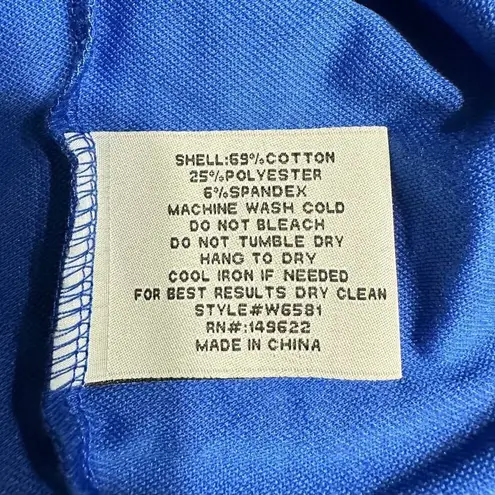 SHELL:69%COTTON
25%POLYESTER
6%SPANDEX
MACHINE WASH COLD
DO NOT BLEACH
DO NOT TUMBLE DRY
HANG TO DRY
COOL IRON IF NEEDED
FOR BEST RESULTS DRY CLEAN
STYLE#W6581
RN#:149622
MADE IN CHINA